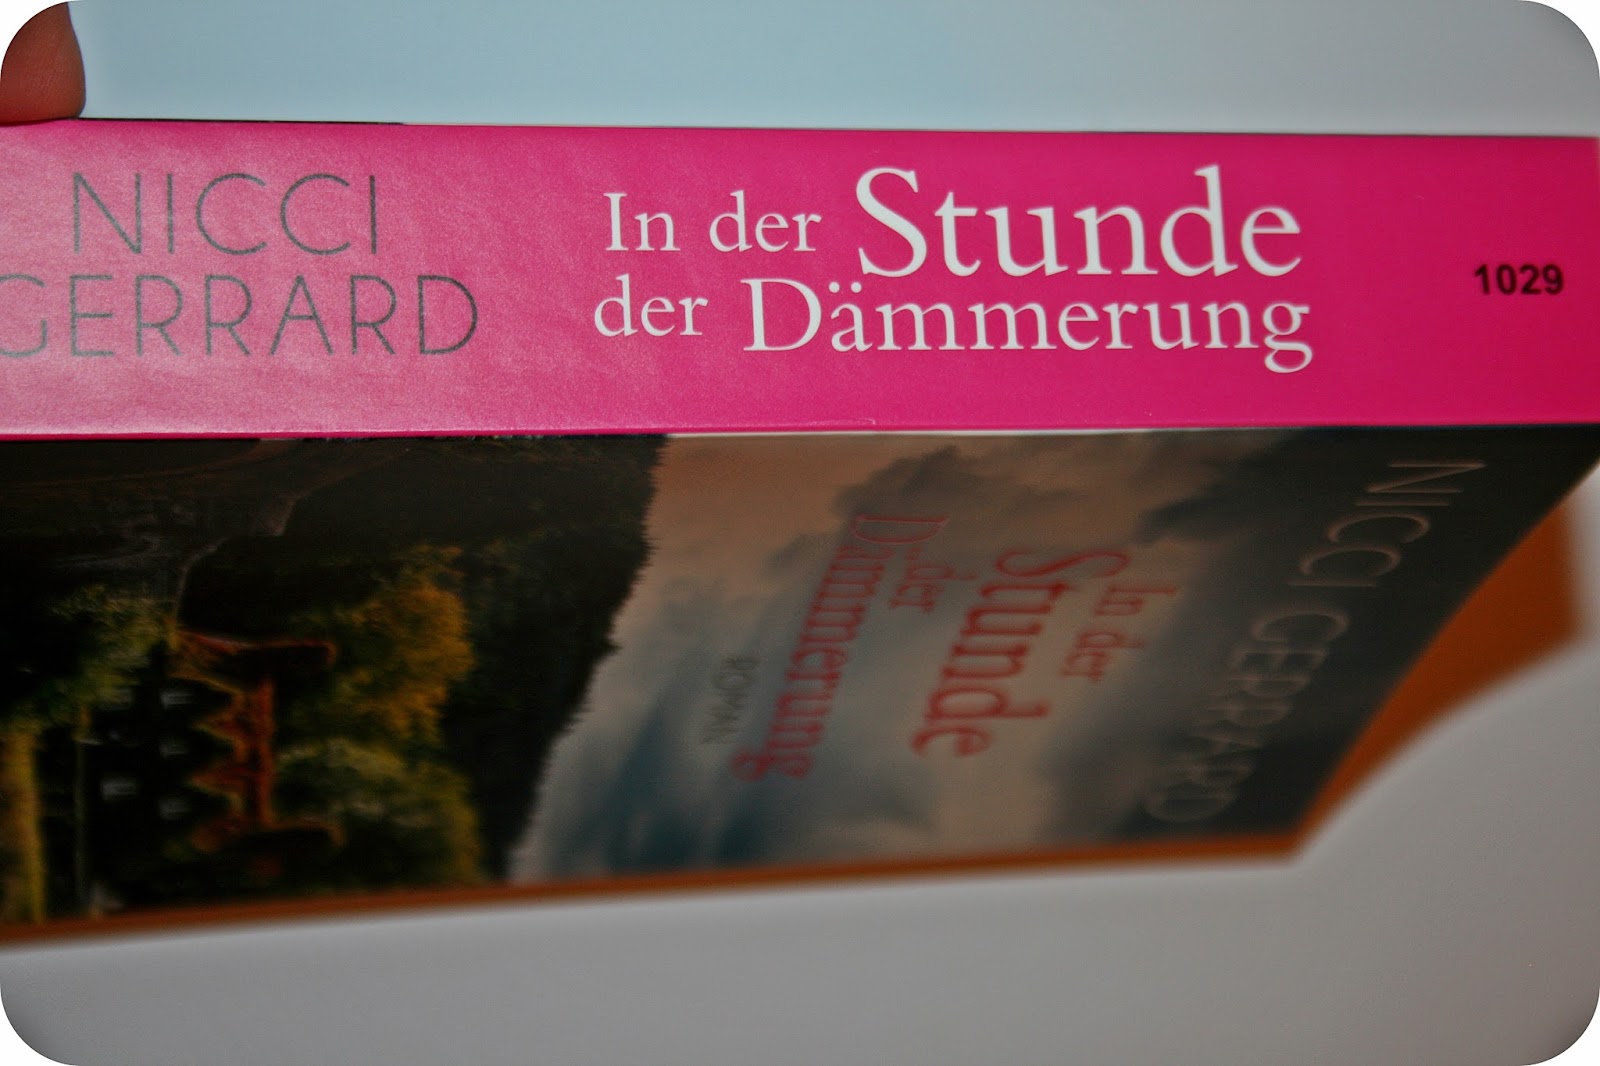 NICCI
GERRARD
In der Stunde
der Dämmerung
1029
NICCI GERRARD
In der
Stunde
der
Dämmerung
ROMAN